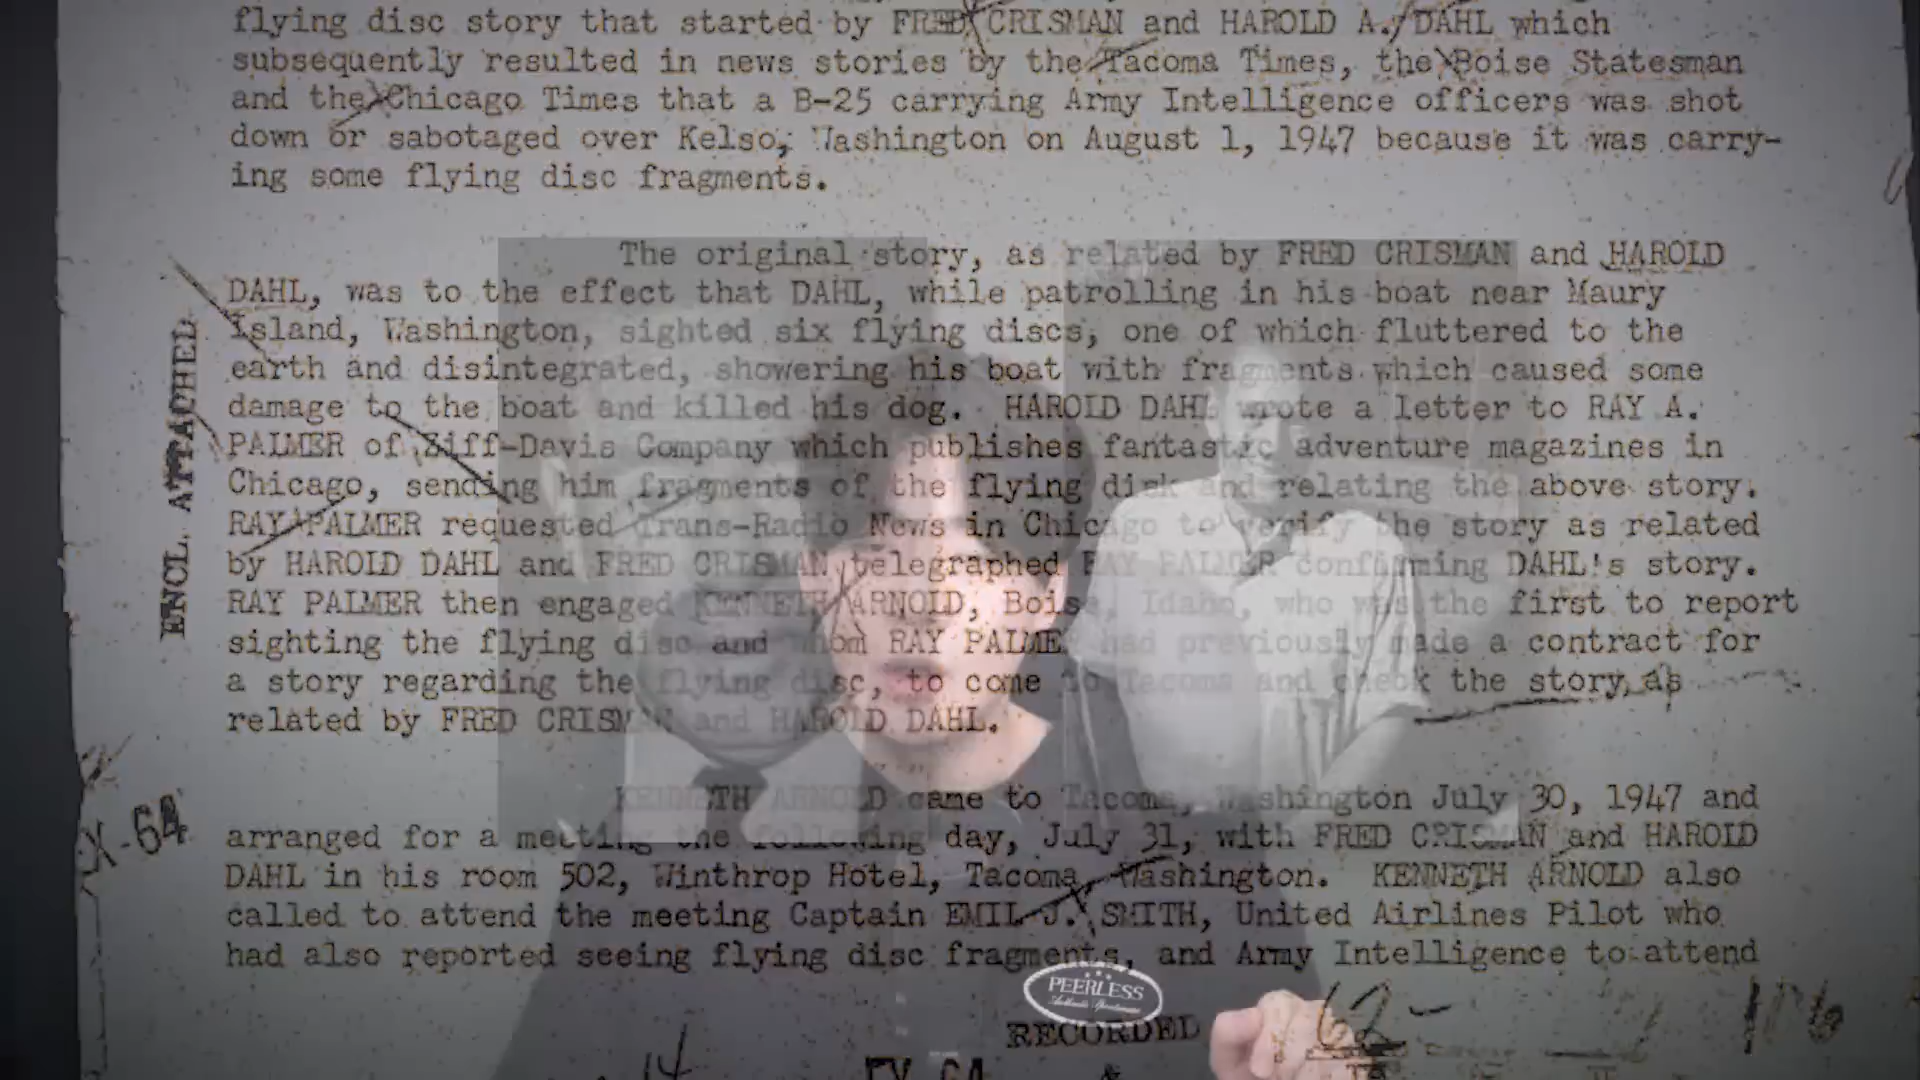 flying disc story that started by FRED CRISMAN and HAROLD A. DAHL which
subsequently resulted in news stories by the Tacoma Times, the Boise Statesman
and the Chicago Times that a B-25 carrying Army Intelligence officers was shot
down or sabotaged over Kelso, Washington on August 1, 1947 because it was carry-
ing some flying disc fragments.
The original story, as related by FRED CRISMAN and HAROLD
DAHL, was to the effect that DAHL, while patrolling in his boat near Maury
Island, Washington, sighted six flying discs, one of which fluttered to the
earth and disintegrated, showering his boat with fragments which caused some
damage to the boat and killed his dog. HAROLD DAHL wrote a letter to RAY A.
PALMER of Ziff-Davis Company which publishes fantastic adventure magazines in
Chicago, sending him fragments of the flying disk and relating the above story.
RAY PALMER requested Trans-Radio News in Chicago to verify the story as related
by HAROLD DAHL and FRED CRISMAN telegraphed RAY PALMER confirming DAHL's story.
RAY PALMER then engaged KENNETH ARNOLD, Boise, Idaho, who was the first to report
sighting the flying disc and whom RAY PALMER had previously made a contract for
a story regarding the flying disc, to come to Tacoma and check the story, as
related by FRED CRISMAN and HAROLD DAHL.
KENNETH ARNOLD came to Tacoma, Washington July 30, 1947 and
arranged for a meeting the following day, July 31, with FRED CRISMAN and HAROLD
DAHL in his room 502, Winthrop Hotel, Tacoma, Washington. KENNETH ARNOLD also
called to attend the meeting Captain EMIL J. SMITH, United Airlines Pilot who
had also reported seeing flying disc fragments, and Army Intelligence to attend
ENCL. ATTACHED
EX-64
PEERLESS
RECORDED
62-
14